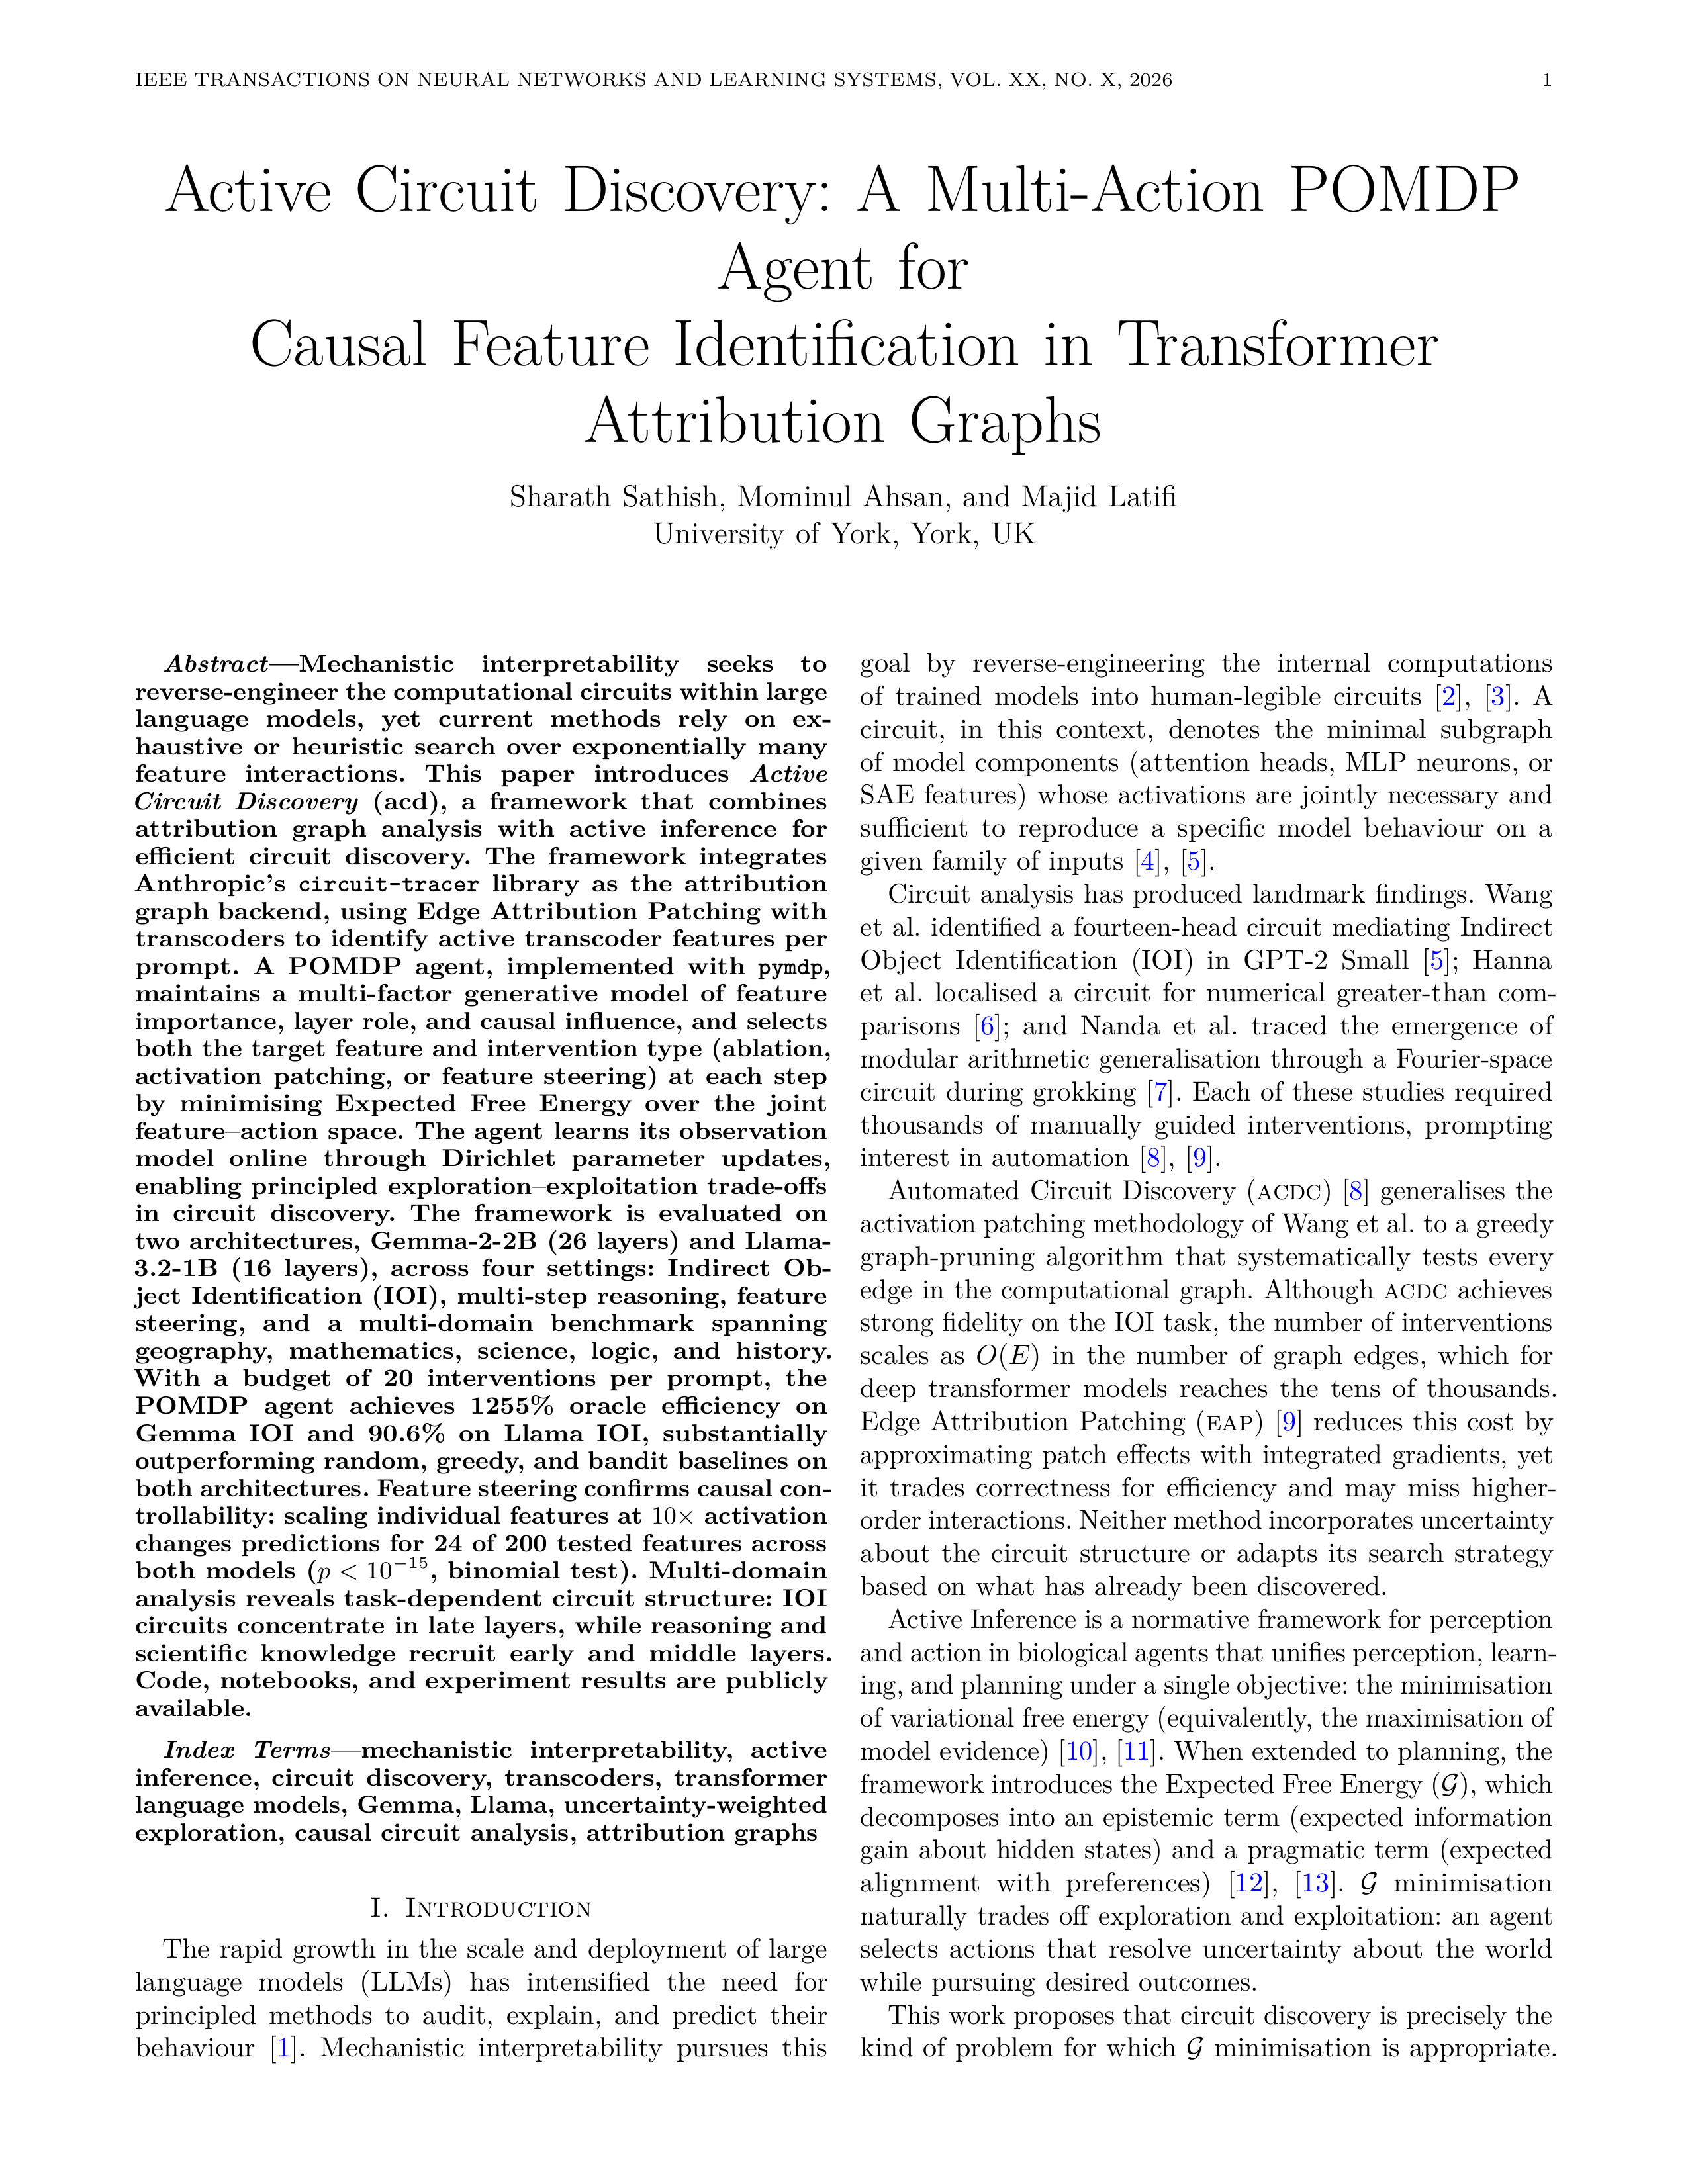 IEEE TRANSACTIONS ON NEURAL NETWORKS AND LEARNING SYSTEMS, VOL. XX, NO. X, 2026 1
Active Circuit Discovery: A Multi-Action POMDP
Agent for
Causal Feature Identification in Transformer
Attribution Graphs
Sharath Sathish, Mominul Ahsan, and Majid Latifi
University of York, York, UK
Abstract—Mechanistic interpretability seeks to
reverse-engineer the computational circuits within large
language models, yet current methods rely on ex-
haustive or heuristic search over exponentially many
feature interactions. This paper introduces Active
Circuit Discovery (acd), a framework that combines
attribution graph analysis with active inference for
efficient circuit discovery. The framework integrates
Anthropic's circuit-tracer library as the attribution
graph backend, using Edge Attribution Patching with
transcoders to identify active transcoder features per
prompt. A POMDP agent, implemented with pymdp,
maintains a multi-factor generative model of feature
importance, layer role, and causal influence, and selects
both the target feature and intervention type (ablation,
activation patching, or feature steering) at each step
by minimising Expected Free Energy over the joint
feature–action space. The agent learns its observation
model online through Dirichlet parameter updates,
enabling principled exploration–exploitation trade-offs
in circuit discovery. The framework is evaluated on
two architectures, Gemma-2-2B (26 layers) and Llama-
3.2-1B (16 layers), across four settings: Indirect Ob-
ject Identification (IOI), multi-step reasoning, feature
steering, and a multi-domain benchmark spanning
geography, mathematics, science, logic, and history.
With a budget of 20 interventions per prompt, the
POMDP agent achieves 1255% oracle efficiency on
Gemma IOI and 90.6% on Llama IOI, substantially
outperforming random, greedy, and bandit baselines on
both architectures. Feature steering confirms causal con-
trollability: scaling individual features at 10× activation
changes predictions for 24 of 200 tested features across
both models (p < 10⁻¹⁵, binomial test). Multi-domain
analysis reveals task-dependent circuit structure: IOI
circuits concentrate in late layers, while reasoning and
scientific knowledge recruit early and middle layers.
Code, notebooks, and experiment results are publicly
available.
Index Terms—mechanistic interpretability, active
inference, circuit discovery, transcoders, transformer
language models, Gemma, Llama, uncertainty-weighted
exploration, causal circuit analysis, attribution graphs
I. Introduction
The rapid growth in the scale and deployment of large
language models (LLMs) has intensified the need for
principled methods to audit, explain, and predict their
behaviour [1]. Mechanistic interpretability pursues this
goal by reverse-engineering the internal computations
of trained models into human-legible circuits [2], [3]. A
circuit, in this context, denotes the minimal subgraph
of model components (attention heads, MLP neurons, or
SAE features) whose activations are jointly necessary and
sufficient to reproduce a specific model behaviour on a
given family of inputs [4], [5].
Circuit analysis has produced landmark findings. Wang
et al. identified a fourteen-head circuit mediating Indirect
Object Identification (IOI) in GPT-2 Small [5]; Hanna
et al. localised a circuit for numerical greater-than com-
parisons [6]; and Nanda et al. traced the emergence of
modular arithmetic generalisation through a Fourier-space
circuit during grokking [7]. Each of these studies required
thousands of manually guided interventions, prompting
interest in automation [8], [9].
Automated Circuit Discovery (ACDC) [8] generalises the
activation patching methodology of Wang et al. to a greedy
graph-pruning algorithm that systematically tests every
edge in the computational graph. Although ACDC achieves
strong fidelity on the IOI task, the number of interventions
scales as O(E) in the number of graph edges, which for
deep transformer models reaches the tens of thousands.
Edge Attribution Patching (EAP) [9] reduces this cost by
approximating patch effects with integrated gradients, yet
it trades correctness for efficiency and may miss higher-
order interactions. Neither method incorporates uncertainty
about the circuit structure or adapts its search strategy
based on what has already been discovered.
Active Inference is a normative framework for perception
and action in biological agents that unifies perception, learn-
ing, and planning under a single objective: the minimisation
of variational free energy (equivalently, the maximisation of
model evidence) [10], [11]. When extended to planning, the
framework introduces the Expected Free Energy (𝒢), which
decomposes into an epistemic term (expected information
gain about hidden states) and a pragmatic term (expected
alignment with preferences) [12], [13]. 𝒢 minimisation
naturally trades off exploration and exploitation: an agent
selects actions that resolve uncertainty about the world
while pursuing desired outcomes.
This work proposes that circuit discovery is precisely the
kind of problem for which 𝒢 minimisation is appropriate.